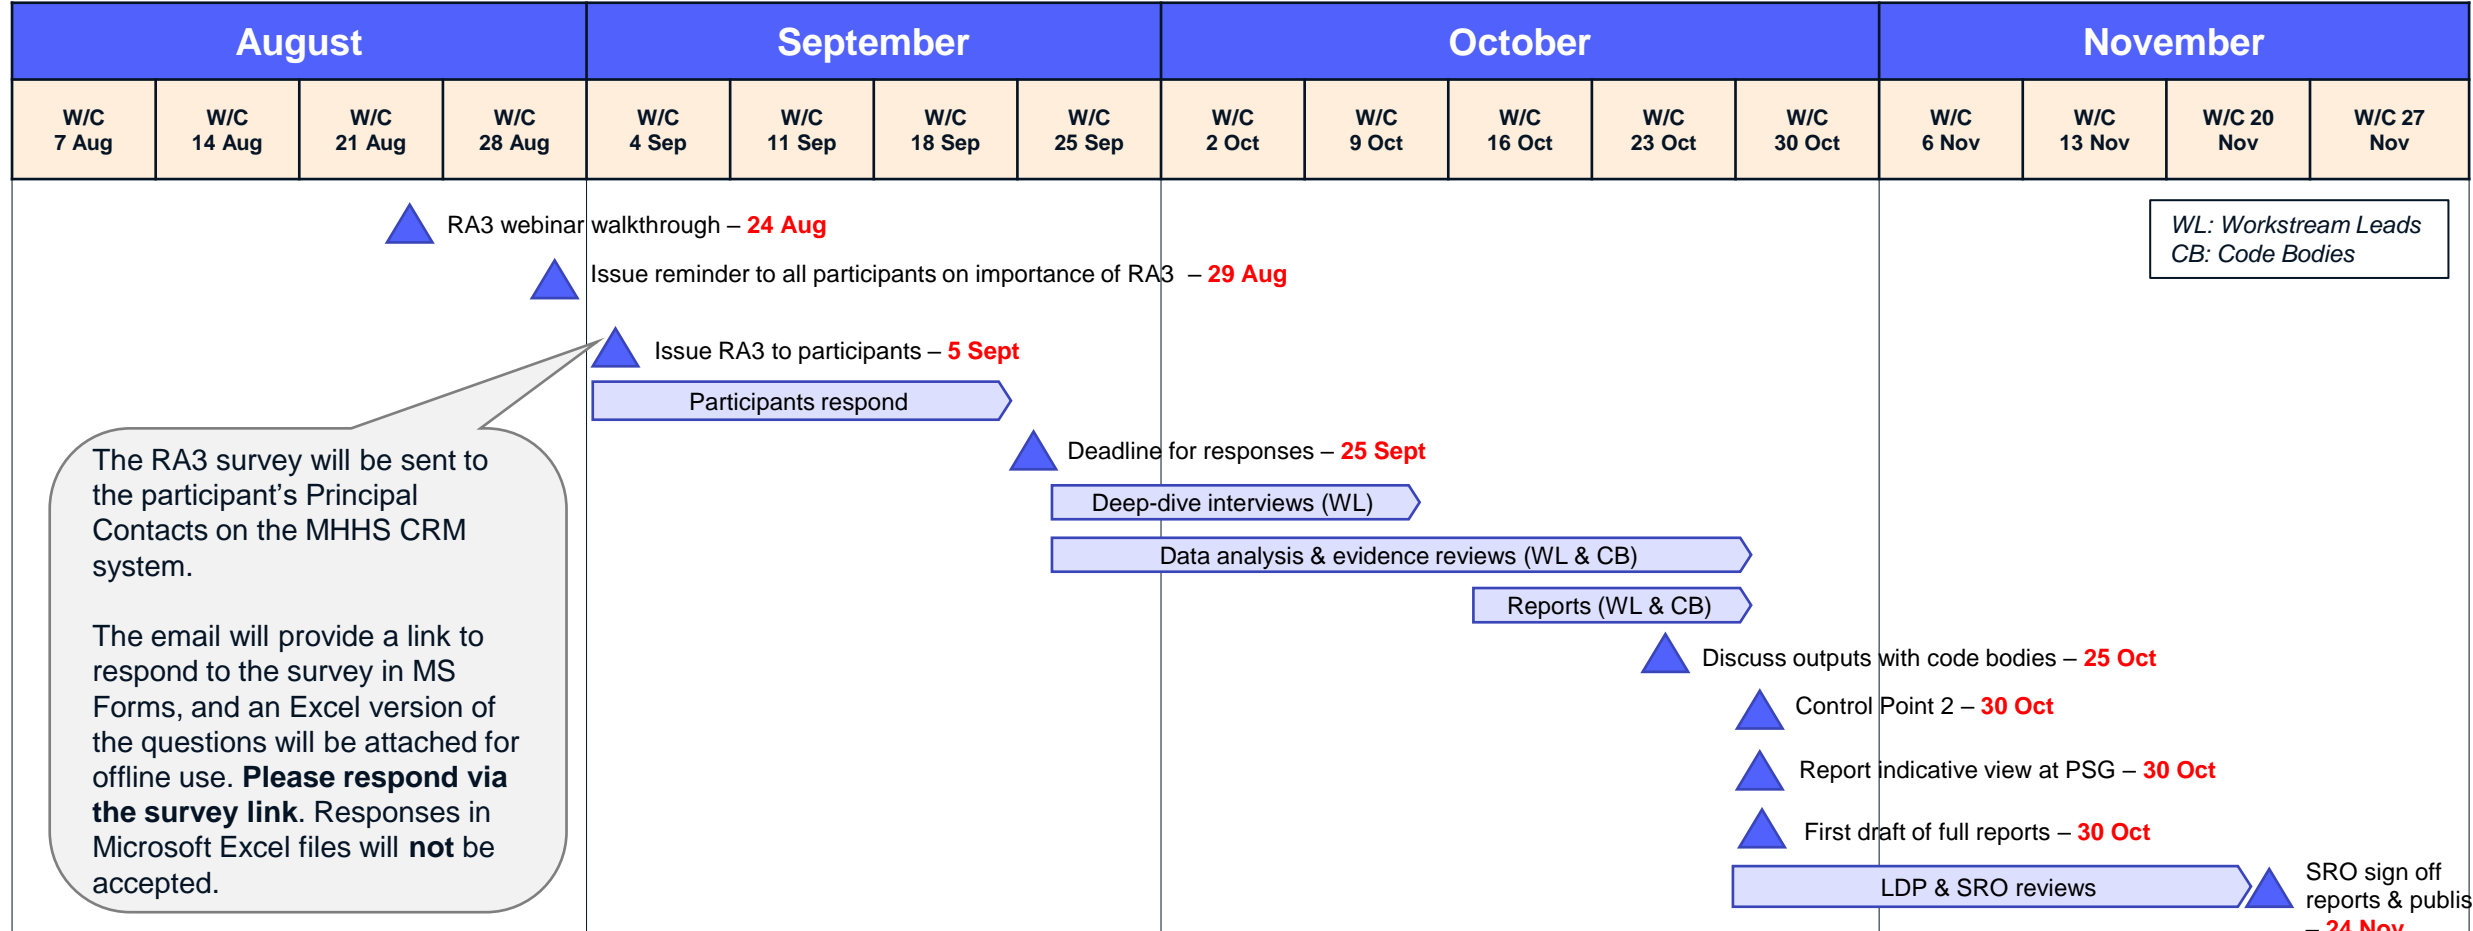 August September October November
W/C W/C W/C W/C W/C W/C W/C W/C W/C W/C W/C W/C W/C W/C W/C W/C 20 W/C 27
7 Aug 14 Aug 21 Aug 28 Aug 4 Sep 11 Sep 18 Sep 25 Sep 2 Oct 9 Oct 16 Oct 23 Oct 30 Oct 6 Nov 13 Nov Nov Nov
RA3 webinar walkthrough – 24 Aug
WL: Workstream Leads
CB: Code Bodies
Issue reminder to all participants on importance of RA3 – 29 Aug
Issue RA3 to participants – 5 Sept
Participants respond
Deadline for responses – 25 Sept
The RA3 survey will be sent to
the participant's Principal
Contacts on the MHHS CRM
system.
The email will provide a link to
respond to the survey in MS
Forms, and an Excel version of
the questions will be attached for
offline use. Please respond via
the survey link. Responses in
Microsoft Excel files will not be
accepted.
Deep-dive interviews (WL)
Data analysis & evidence reviews (WL & CB)
Reports (WL & CB)
Discuss outputs with code bodies – 25 Oct
Control Point 2 – 30 Oct
Report indicative view at PSG – 30 Oct
First draft of full reports – 30 Oct
LDP & SRO reviews
SRO sign off
reports & publis
– 24 Nov